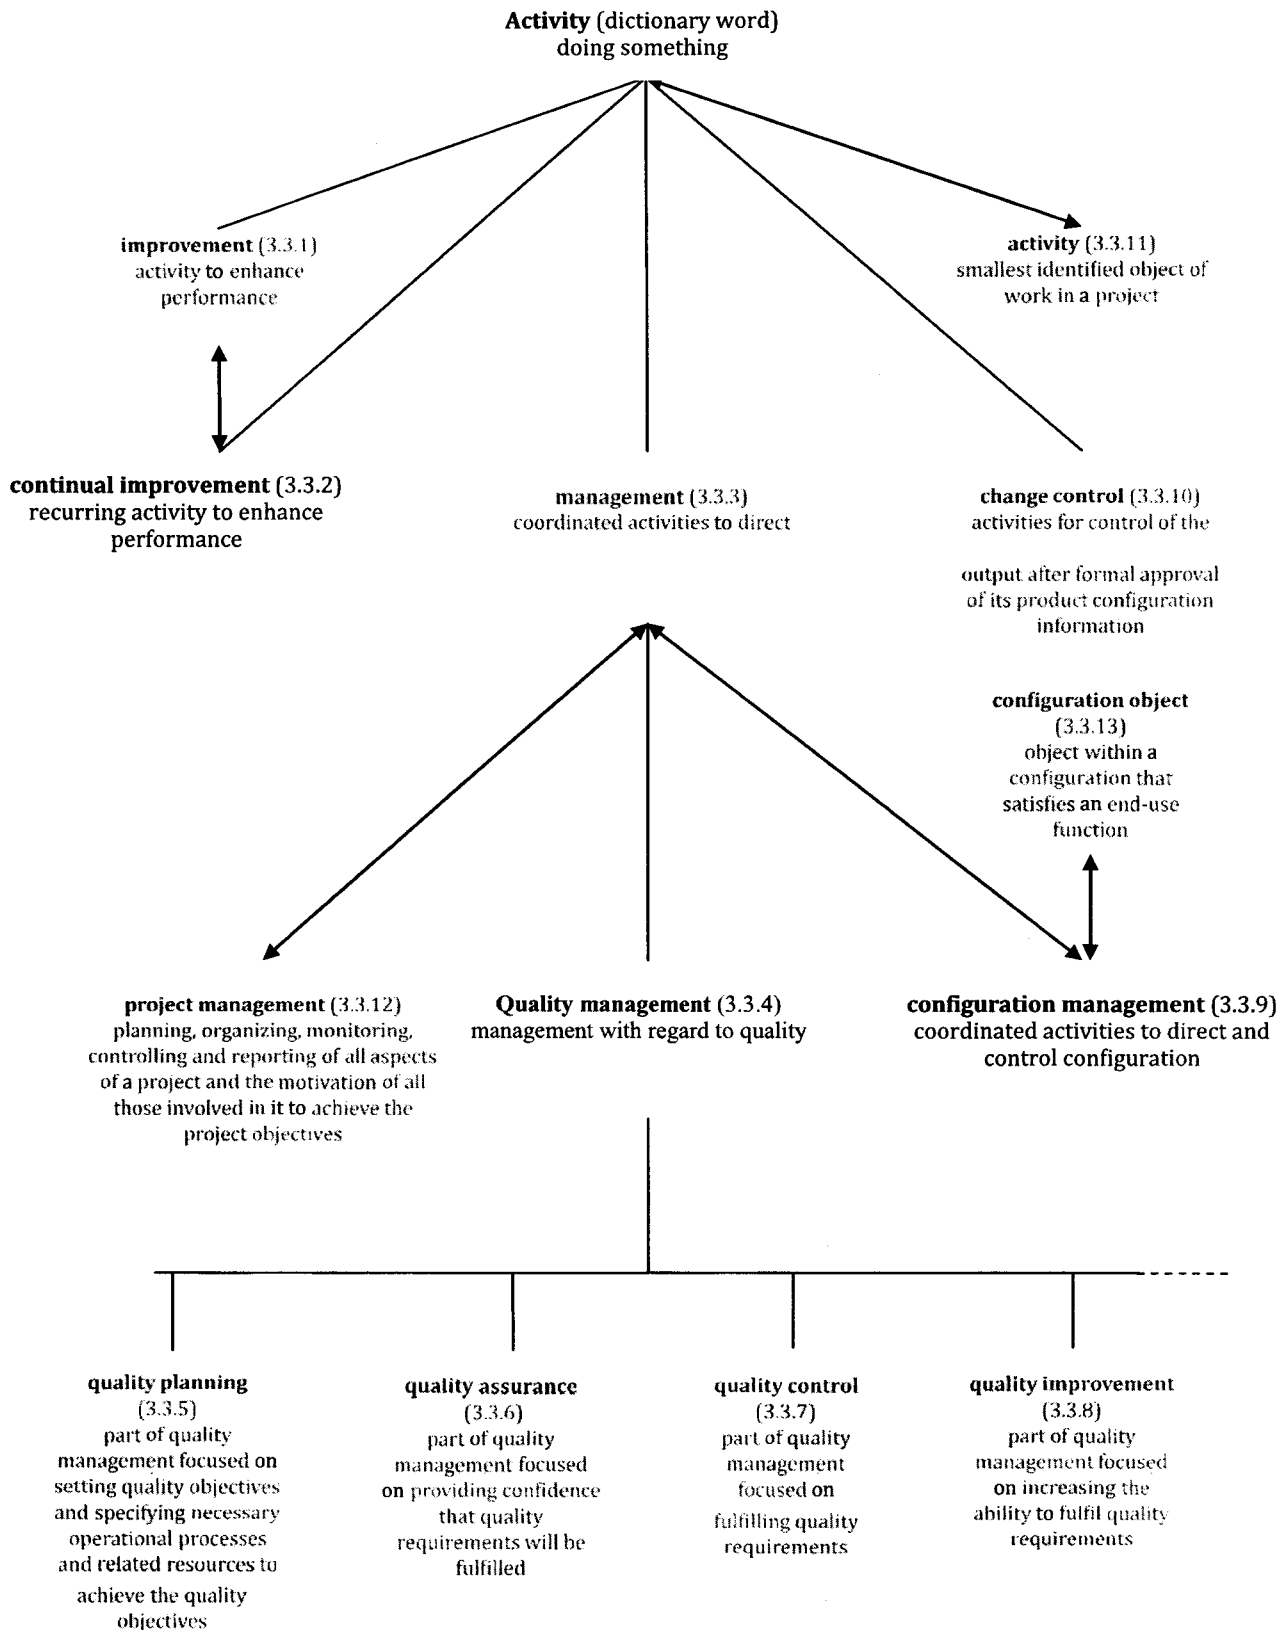 Activity (dictionary word)
doing something
improvement (3.3.1)
activity to enhance
performance
activity (3.3.11)
smallest identified object of
work in a project
continual improvement (3.3.2)
recurring activity to enhance
performance
management (3.3.3)
coordinated activities to direct
change control (3.3.10)
activities for control of the
output after formal approval
of its product configuration
information
configuration object
(3.3.13)
object within a
configuration that
satisfies an end-use
function
project management (3.3.12)
planning, organizing, monitoring,
controlling and reporting of all aspects
of a project and the motivation of all
those involved in it to achieve the
project objectives
Quality management (3.3.4)
management with regard to quality
configuration management (3.3.9)
coordinated activities to direct and
control configuration
quality planning
(3.3.5)
part of quality
management focused on
setting quality objectives
and specifying necessary
operational processes
and related resources to
achieve the quality
objectives
quality assurance
(3.3.6)
part of quality
management focused
on providing confidence
that quality
requirements will be
fulfilled
quality control
(3.3.7)
part of quality
management
focused on
fulfilling quality
requirements
quality improvement
(3.3.8)
part of quality
management focused
on increasing the
ability to fulfil quality
requirements